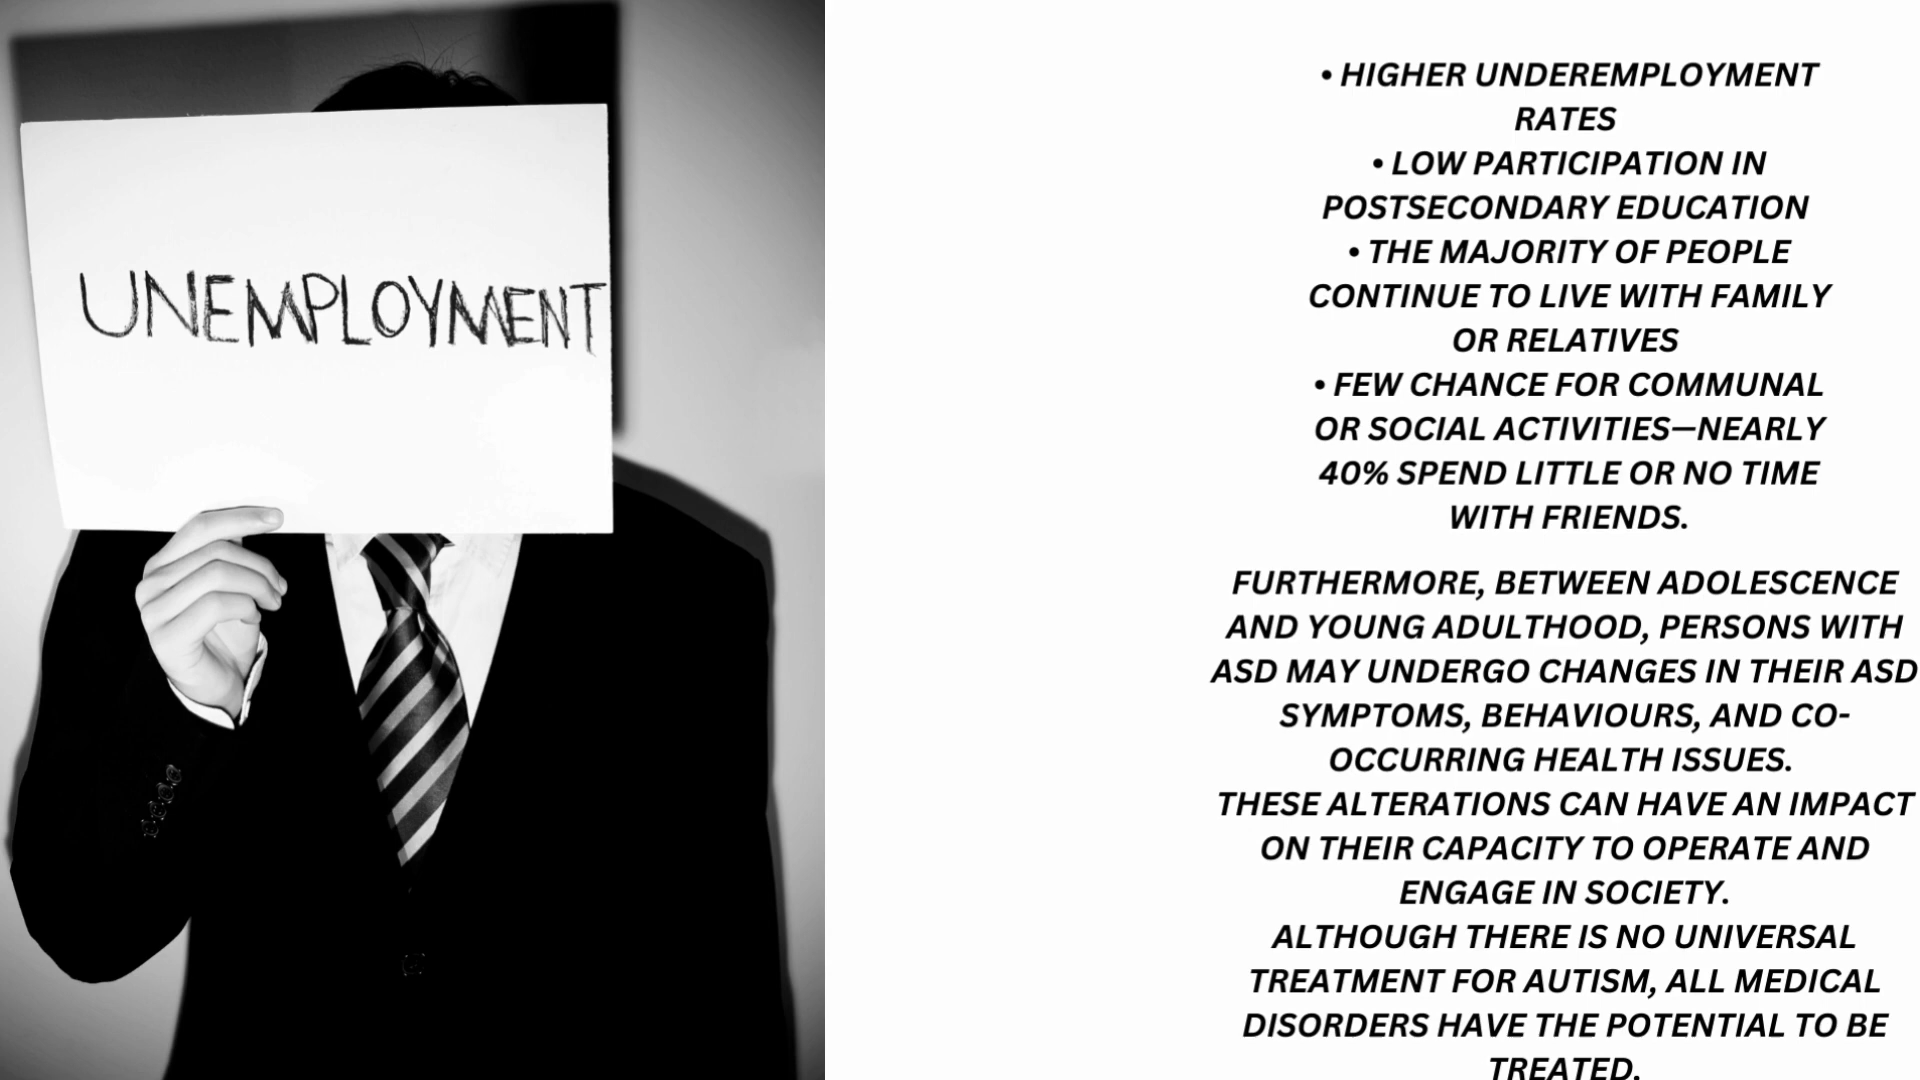 UNEMPLOYMENT
• HIGHER UNDEREMPLOYMENT
RATES
• LOW PARTICIPATION IN
POSTSECONDARY EDUCATION
• THE MAJORITY OF PEOPLE
CONTINUE TO LIVE WITH FAMILY
OR RELATIVES
• FEW CHANCE FOR COMMUNAL
OR SOCIAL ACTIVITIES—NEARLY
40% SPEND LITTLE OR NO TIME
WITH FRIENDS.
FURTHERMORE, BETWEEN ADOLESCENCE
AND YOUNG ADULTHOOD, PERSONS WITH
ASD MAY UNDERGO CHANGES IN THEIR ASD
SYMPTOMS, BEHAVIOURS, AND CO-
OCCURRING HEALTH ISSUES.
THESE ALTERATIONS CAN HAVE AN IMPACT
ON THEIR CAPACITY TO OPERATE AND
ENGAGE IN SOCIETY.
ALTHOUGH THERE IS NO UNIVERSAL
TREATMENT FOR AUTISM, ALL MEDICAL
DISORDERS HAVE THE POTENTIAL TO BE
TREATED.